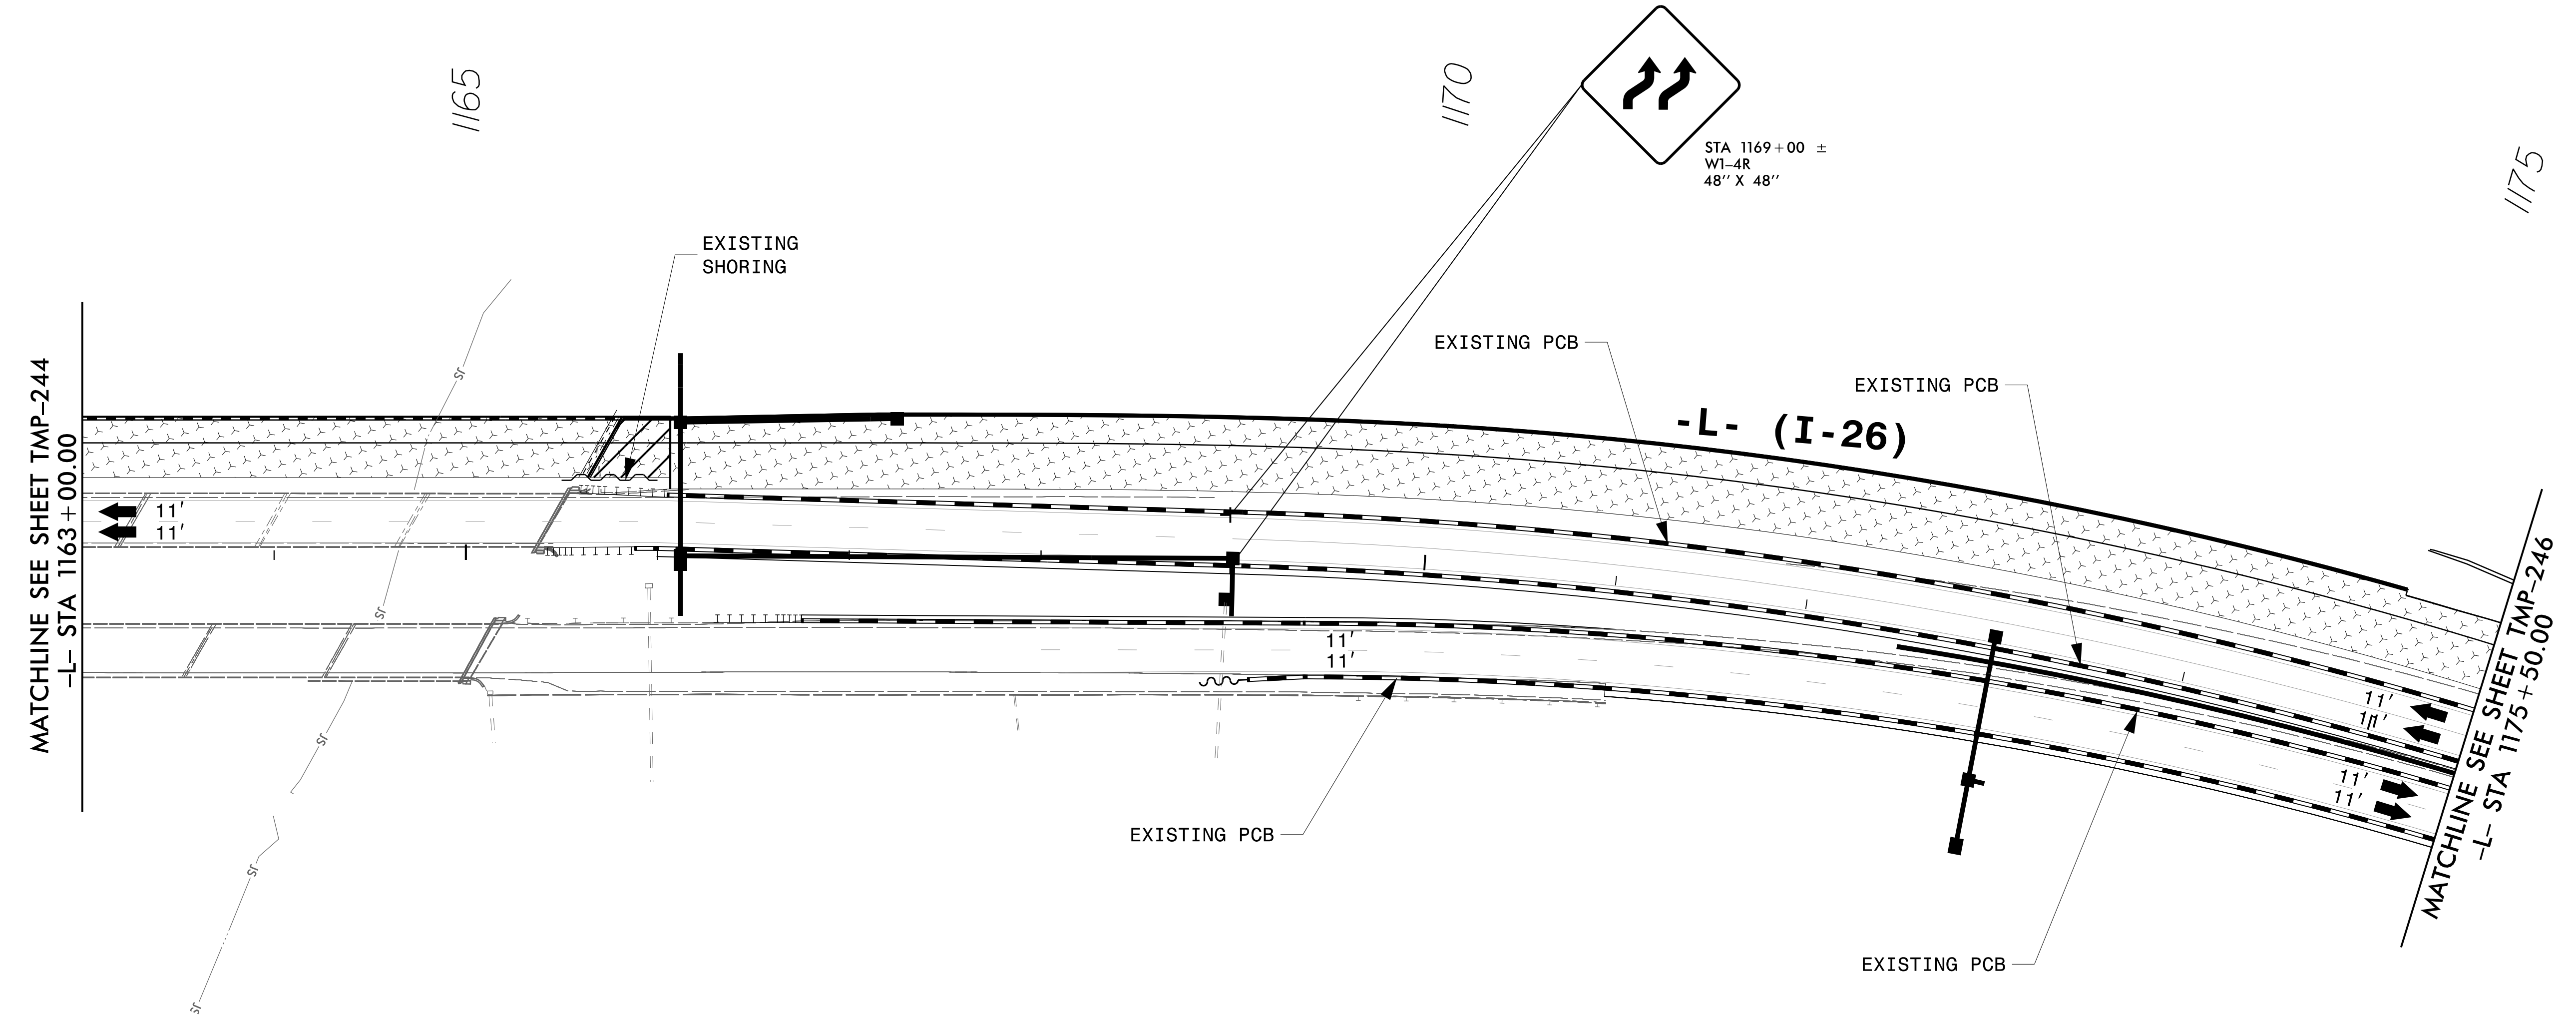 1165
1170
1175
STA 1169+00 ±
W1-4R
48'' X 48''
EXISTING
SHORING
EXISTING PCB
EXISTING PCB
-L- (I-26)
MATCHLINE SEE SHEET TMP-244
-L- STA 1163+00.00
11'
11'
11'
11'
11'
11'
11'
11'
MATCHLINE SEE SHEET TMP-246
-L- STA 1175+50.00
EXISTING PCB
EXISTING PCB